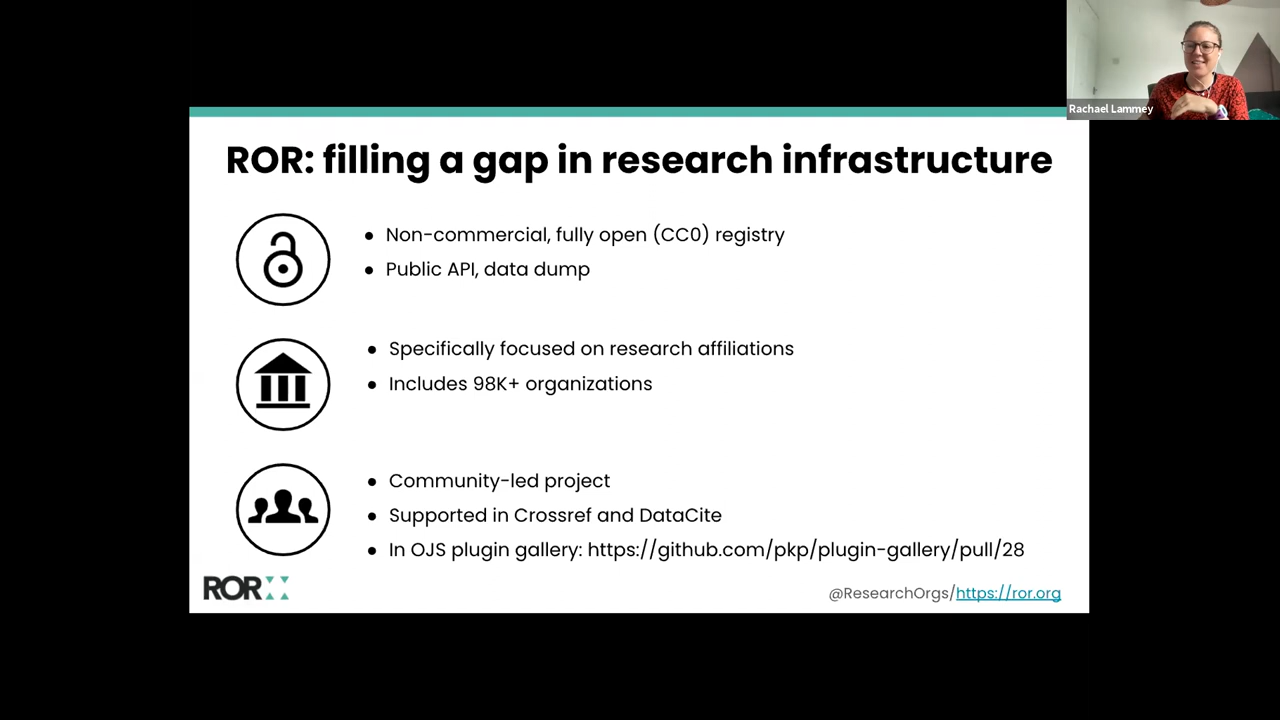 Rachael Lammey
ROR: filling a gap in research infrastructure
● Non-commercial, fully open (CC0) registry
● Public API, data dump
● Specifically focused on research affiliations
● Includes 98K+ organizations
● Community-led project
● Supported in Crossref and DataCite
● In OJS plugin gallery: https://github.com/pkp/plugin-gallery/pull/28
ROR
@ResearchOrgs/https://ror.org